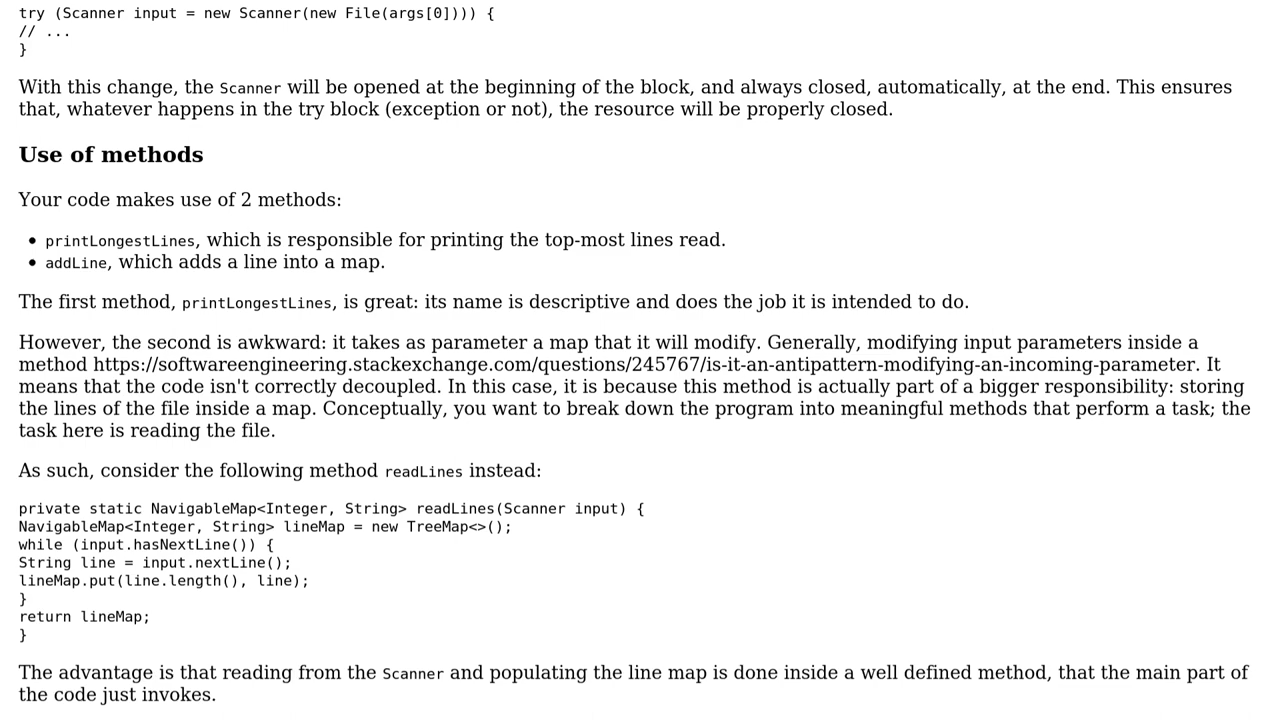 try (Scanner input = new Scanner(new File(args[0]))) {
// ...
}
With this change, the Scanner will be opened at the beginning of the block, and always closed, automatically, at the end. This ensures
that, whatever happens in the try block (exception or not), the resource will be properly closed.
Use of methods
Your code makes use of 2 methods:
• printLongestLines, which is responsible for printing the top-most lines read.
• addLine, which adds a line into a map.
The first method, printLongestLines, is great: its name is descriptive and does the job it is intended to do.
However, the second is awkward: it takes as parameter a map that it will modify. Generally, modifying input parameters inside a
method https://softwareengineering.stackexchange.com/questions/245767/is-it-an-antipattern-modifying-an-incoming-parameter. It
means that the code isn't correctly decoupled. In this case, it is because this method is actually part of a bigger responsibility: storing
the lines of the file inside a map. Conceptually, you want to break down the program into meaningful methods that perform a task; the
task here is reading the file.
As such, consider the following method readLines instead:
private static NavigableMap<Integer, String> readLines(Scanner input) {
NavigableMap<Integer, String> lineMap = new TreeMap<>();
while (input.hasNextLine()) {
String line = input.nextLine();
lineMap.put(line.length(), line);
}
return lineMap;
}
The advantage is that reading from the Scanner and populating the line map is done inside a well defined method, that the main part of
the code just invokes.